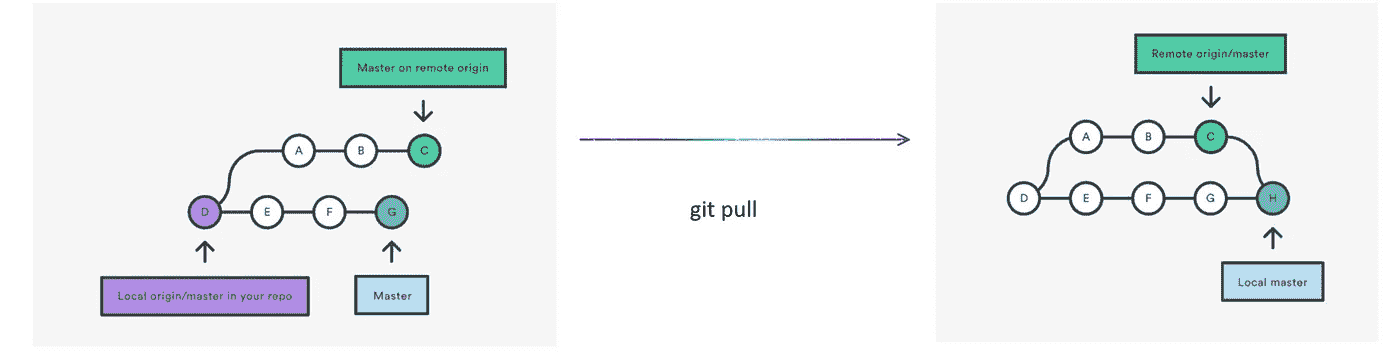 Master on remote origin
A B C
D E F G
Local origin/master in your repo
Master
git pull
Remote origin/master
A B C
D E F G H
Local master